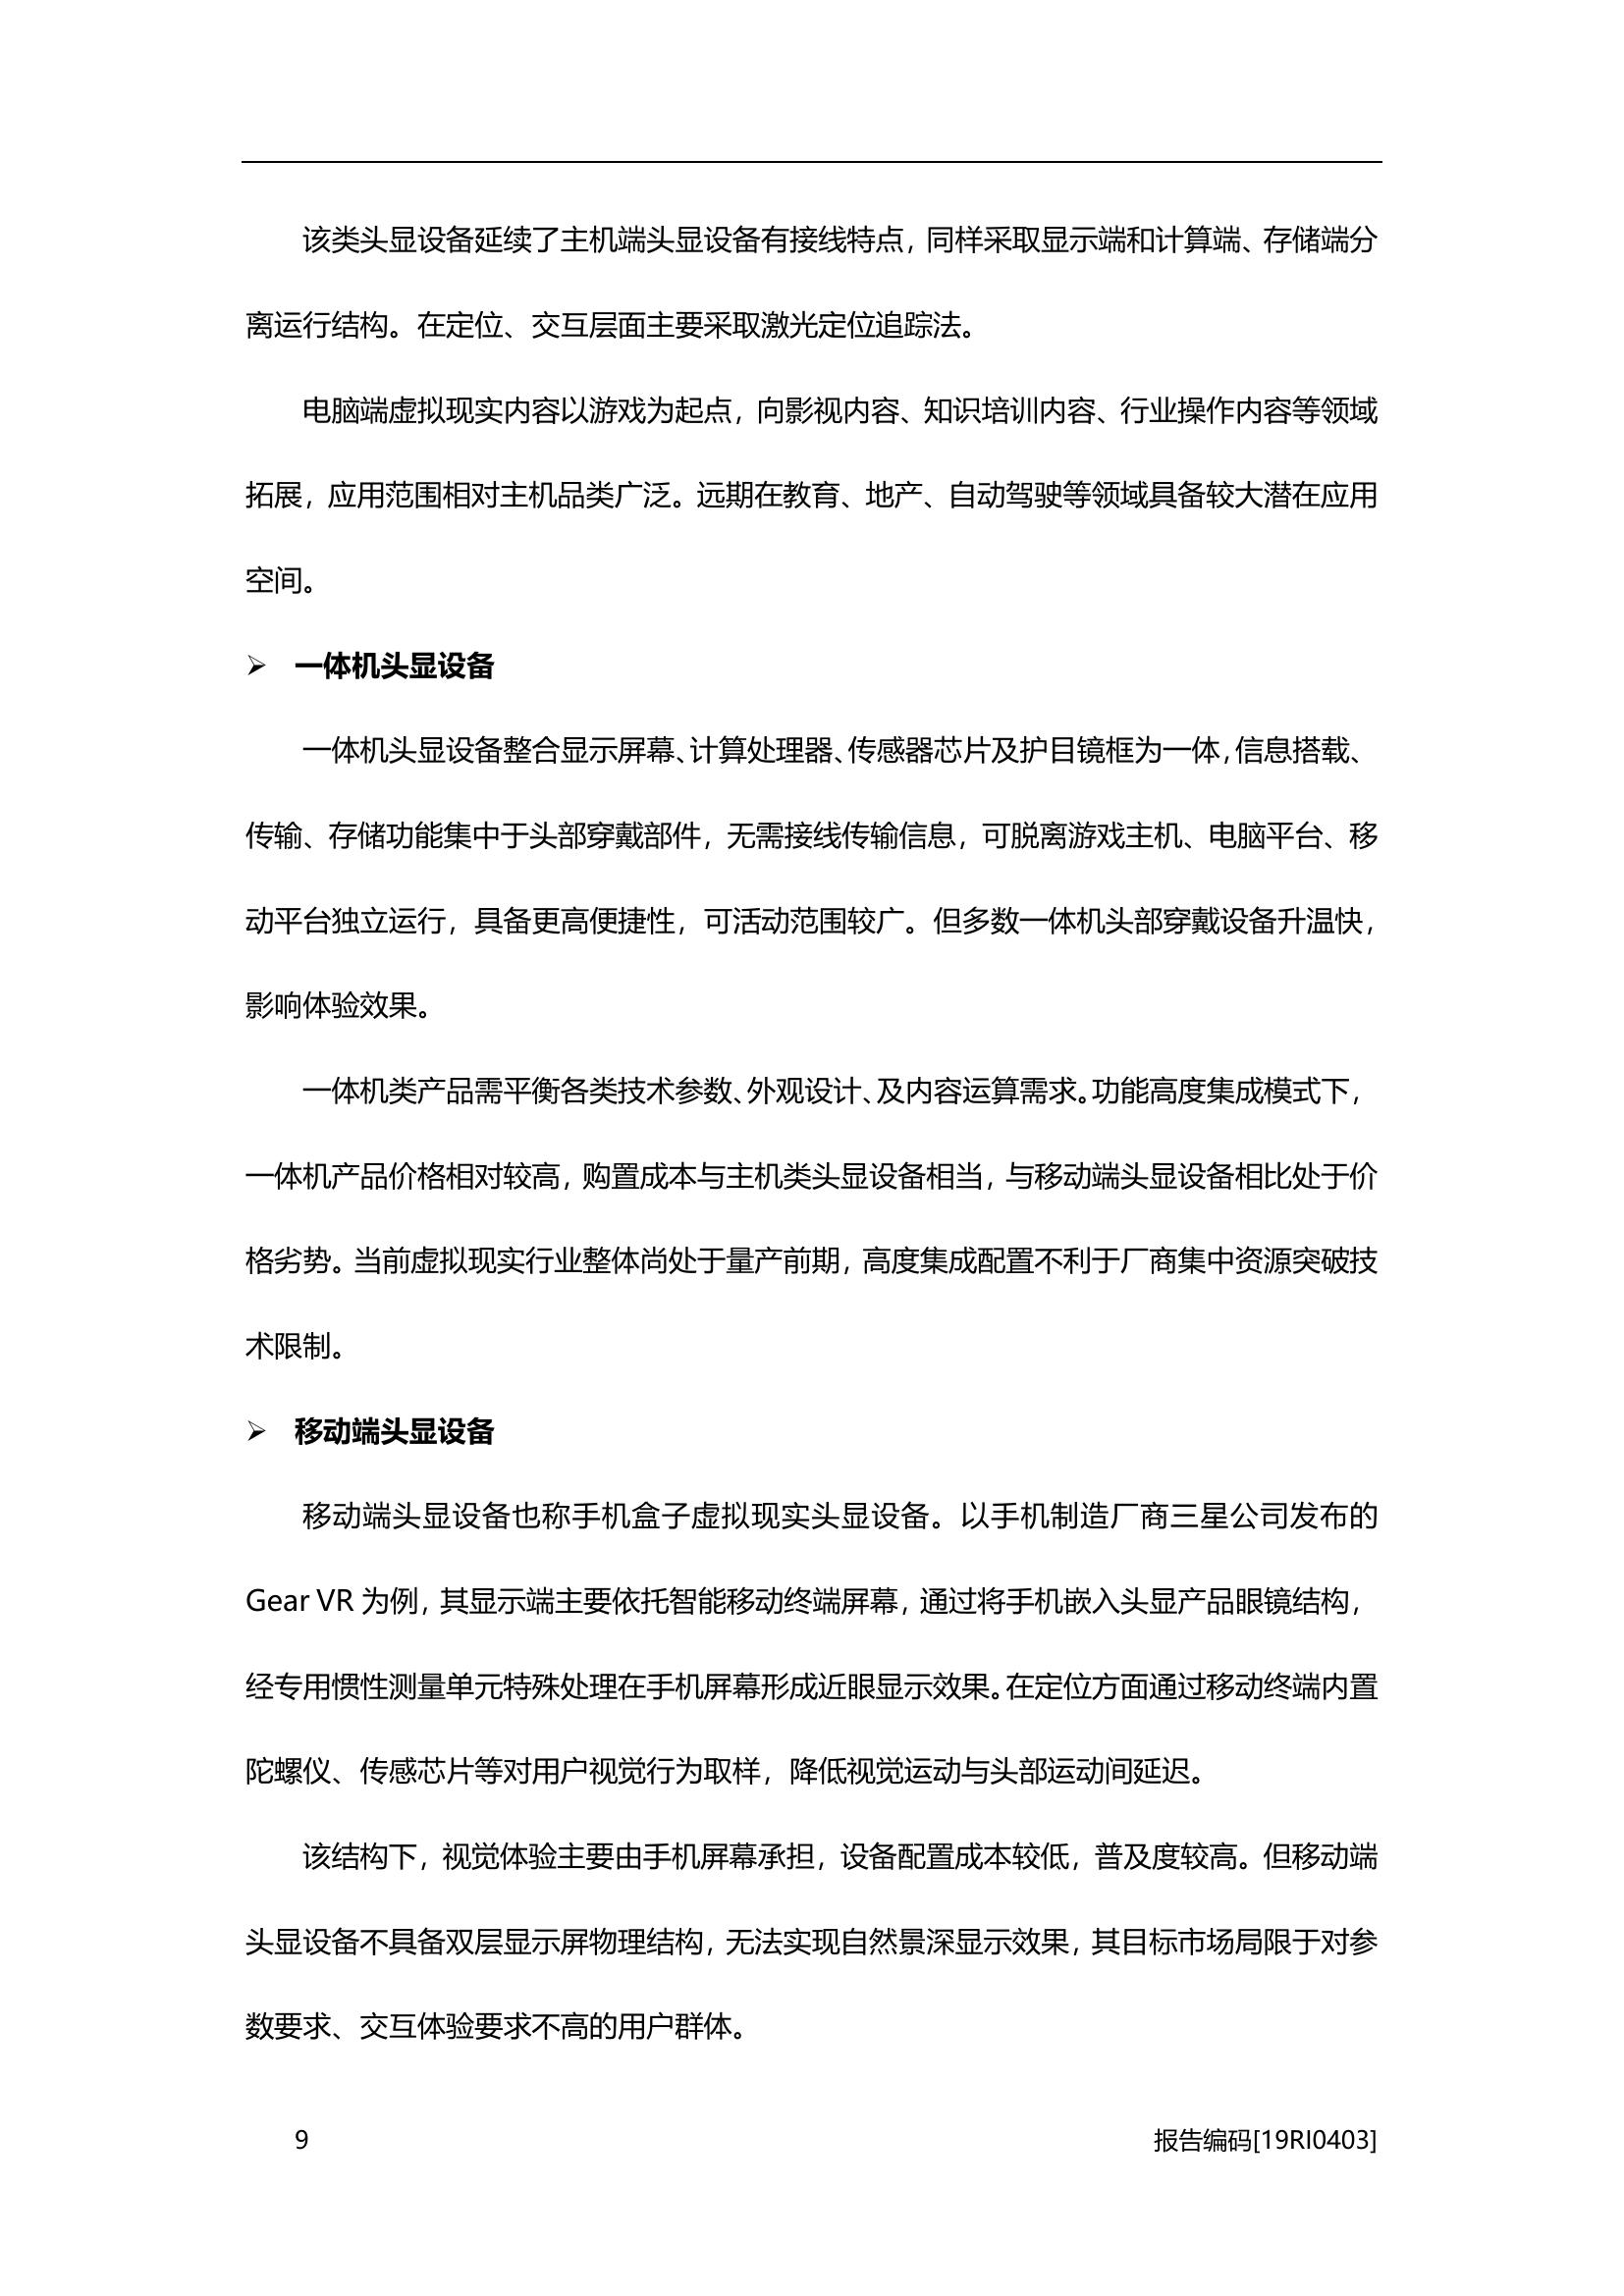 该类头显设备延续了主机端头显设备有接线特点，同样采取显示端和计算端、存储端分
离运行结构。在定位、交互层面主要采取激光定位追踪法。
电脑端虚拟现实内容以游戏为起点，向影视内容、知识培训内容、行业操作内容等领域
拓展，应用范围相对主机品类广泛。远期在教育、地产、自动驾驶等领域具备较大潜在应用
空间。
➢ 一体机头显设备
一体机头显设备整合显示屏幕、计算处理器、传感器芯片及护目镜框为一体，信息搭载、
传输、存储功能集中于头部穿戴部件，无需接线传输信息，可脱离游戏主机、电脑平台、移
动平台独立运行，具备更高便捷性，可活动范围较广。但多数一体机头部穿戴设备升温快，
影响体验效果。
一体机类产品需平衡各类技术参数、外观设计、及内容运算需求。功能高度集成模式下，
一体机产品价格相对较高，购置成本与主机类头显设备相当，与移动端头显设备相比处于价
格劣势。当前虚拟现实行业整体尚处于量产前期，高度集成配置不利于厂商集中资源突破技
术限制。
➢ 移动端头显设备
移动端头显设备也称手机盒子虚拟现实头显设备。以手机制造厂商三星公司发布的
Gear VR 为例，其显示端主要依托智能移动终端屏幕，通过将手机嵌入头显产品眼镜结构，
经专用惯性测量单元特殊处理在手机屏幕形成近眼显示效果。在定位方面通过移动终端内置
陀螺仪、传感芯片等对用户视觉行为取样，降低视觉运动与头部运动间延迟。
该结构下，视觉体验主要由手机屏幕承担，设备配置成本较低，普及度较高。但移动端
头显设备不具备双层显示屏物理结构，无法实现自然景深显示效果，其目标市场局限于对参
数要求、交互体验要求不高的用户群体。
9 报告编码[19RI0403]